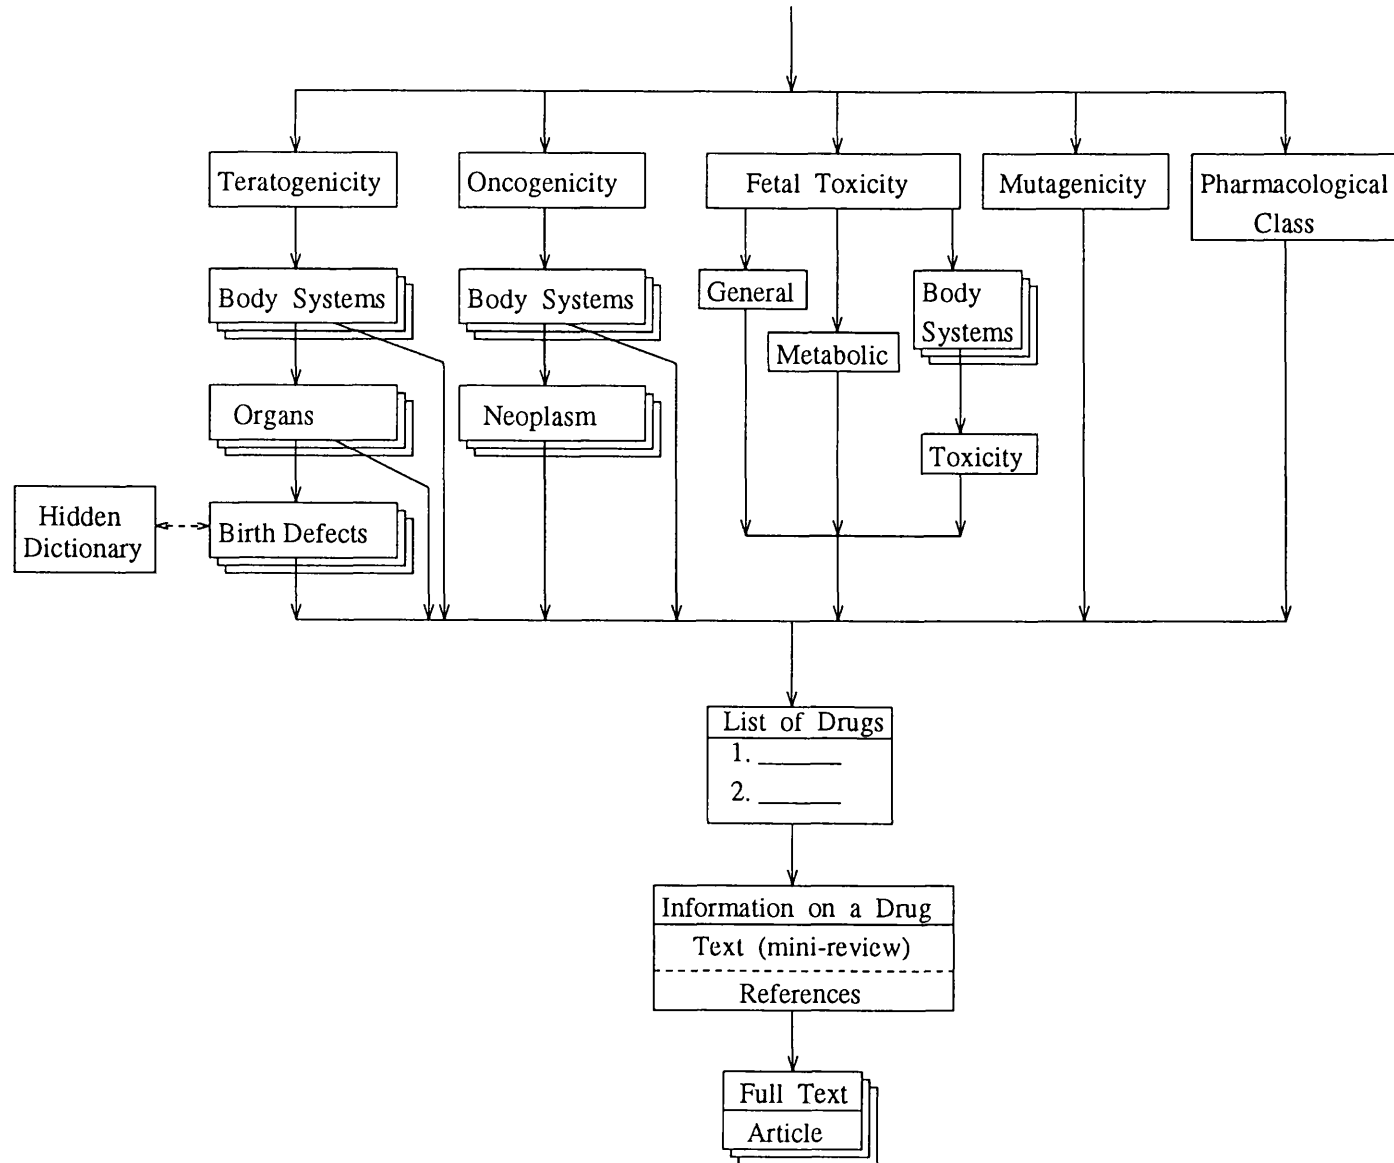 Teratogenicity
Oncogenicity
Fetal Toxicity
Mutagenicity
Pharmacological
Class
Body Systems
Body Systems
General
Body
Systems
Metabolic
Organs
Neoplasm
Toxicity
Hidden
Dictionary
Birth Defects
List of Drugs
1.
2.
Information on a Drug
Text (mini-review)
References
Full Text
Article